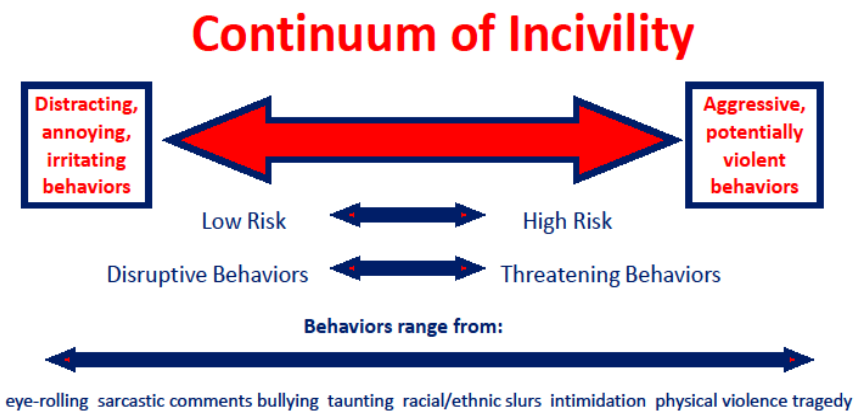 Continuum of Incivility
Distracting,
annoying,
irritating
behaviors
Aggressive,
potentially
violent
behaviors
Low Risk
High Risk
Disruptive Behaviors
Threatening Behaviors
Behaviors range from:
eye-rolling sarcastic comments bullying taunting racial/ethnic slurs intimidation physical violence tragedy